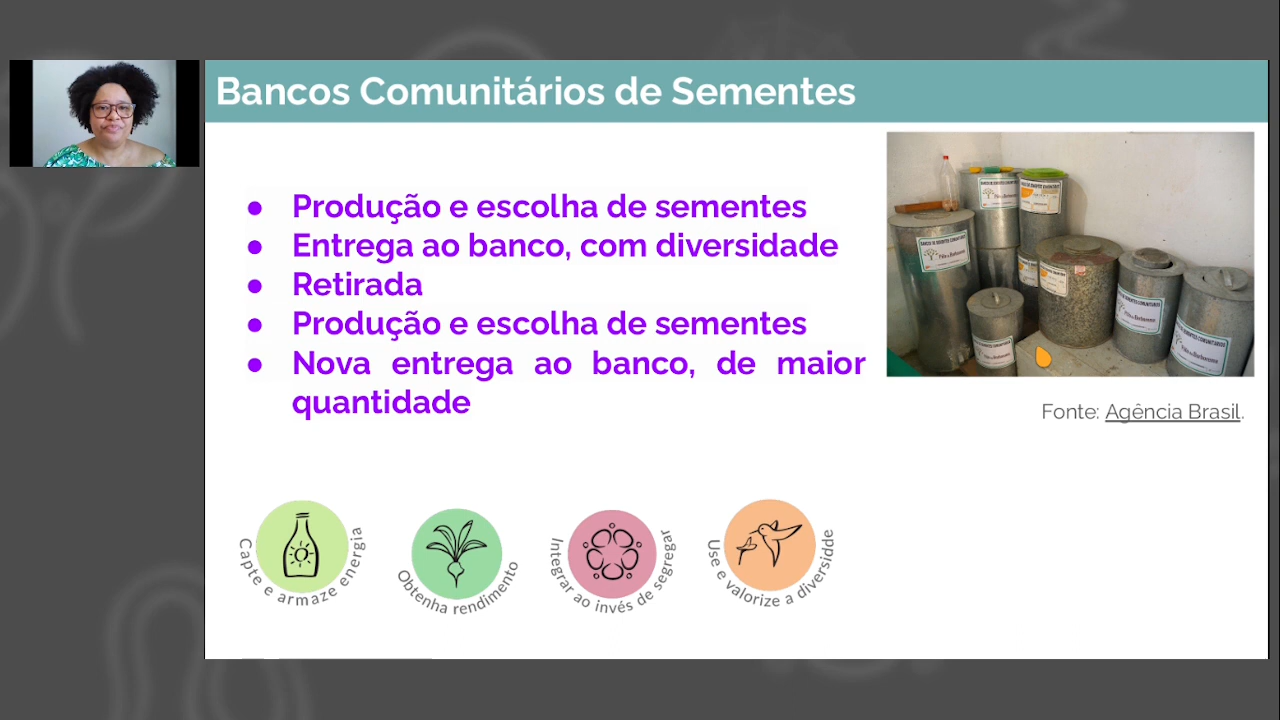 Bancos Comunitários de Sementes
● Produção e escolha de sementes
● Entrega ao banco, com diversidade
● Retirada
● Produção e escolha de sementes
● Nova entrega ao banco, de maior
quantidade
Fonte: Agência Brasil.
Capte e armaze energia
Obtenha rendimento
Integrar ao invés de segregar
Use e valorize a diversidde